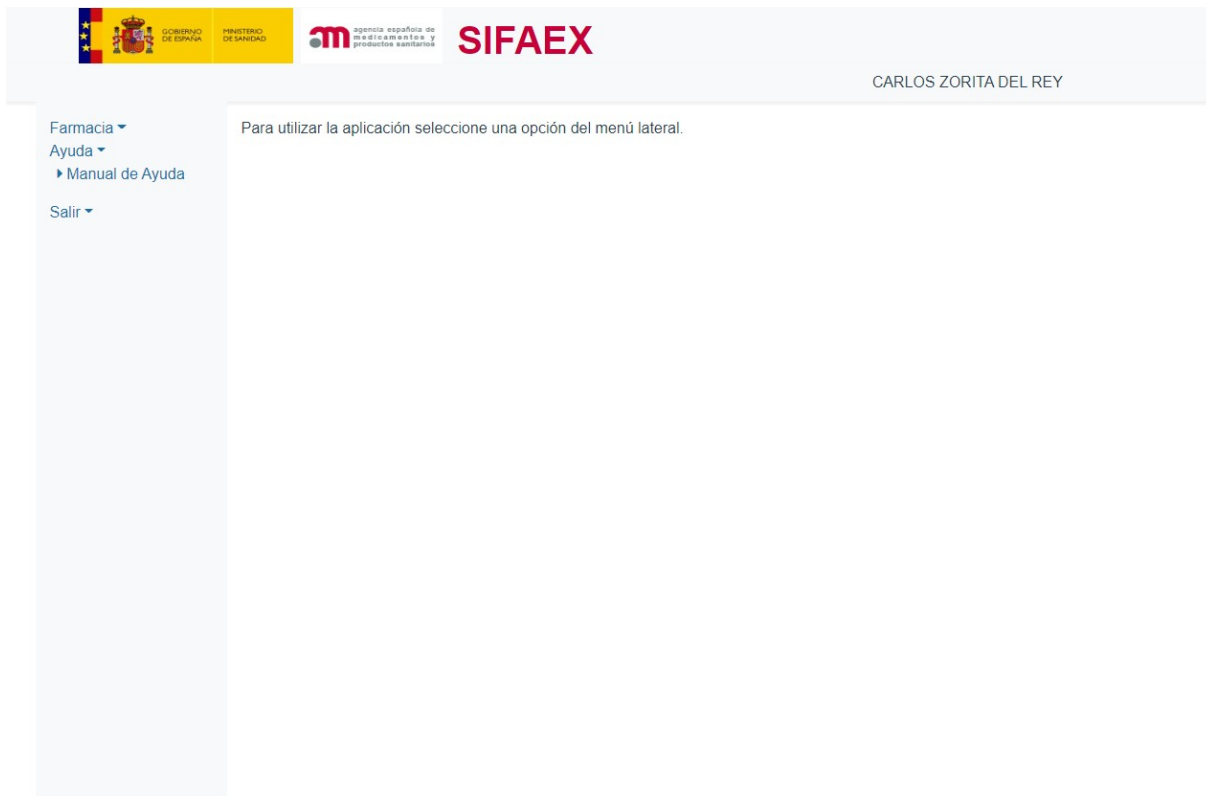 GOBIERNO
DE ESPAÑA
MINISTERIO
DE SANIDAD
agencia española de
medicamentos y
productos sanitarios
SIFAEX
CARLOS ZORITA DEL REY
Farmacia
Ayuda
Manual de Ayuda
Salir
Para utilizar la aplicación seleccione una opción del menú lateral.